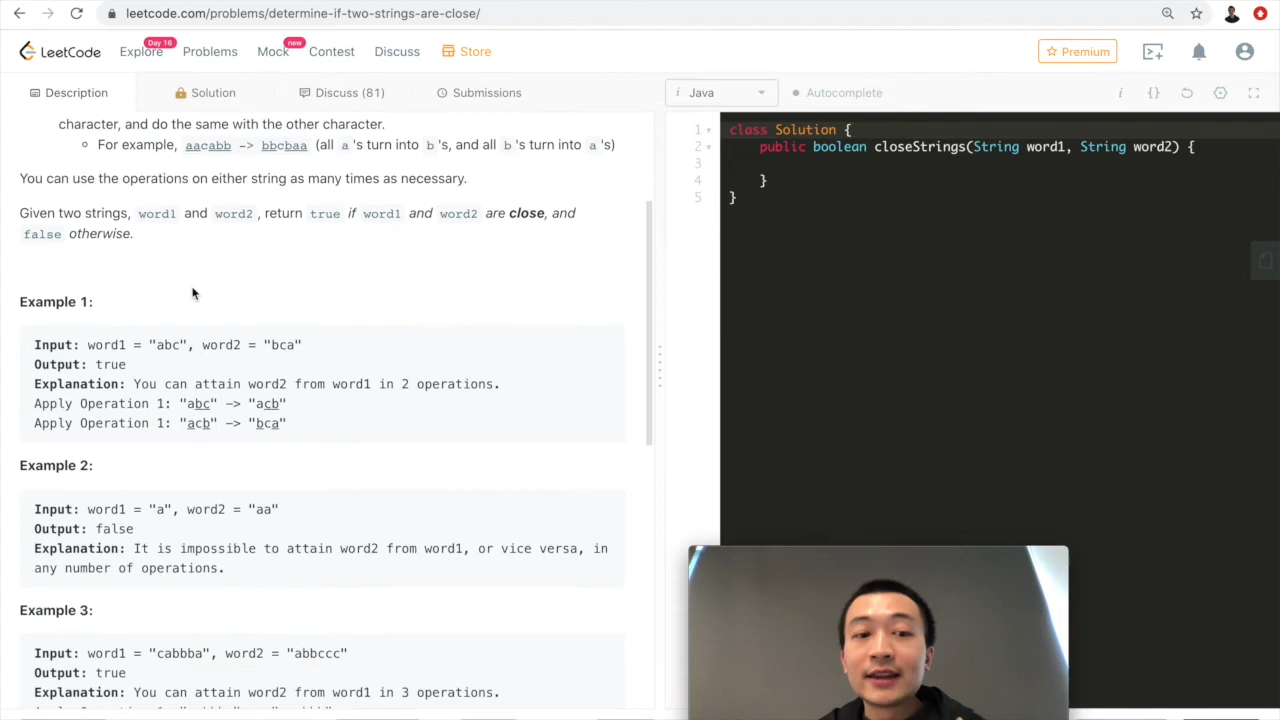 leetcode.com/problems/determine-if-two-strings-are-close/
LeetCode
Explore
Day 16
Problems
Mock
new
Contest
Discuss
Store
Premium
Description
Solution
Discuss (81)
Submissions
i Java
Autocomplete
i {}
character, and do the same with the other character.
For example, aacabb -> bbcbaa (all a 's turn into b 's, and all b 's turn into a 's)
You can use the operations on either string as many times as necessary.
Given two strings, word1 and word2 , return true if word1 and word2 are close, and
false otherwise.
Example 1:
Input: word1 = "abc", word2 = "bca"
Output: true
Explanation: You can attain word2 from word1 in 2 operations.
Apply Operation 1: "abc" -> "acb"
Apply Operation 1: "acb" -> "bca"
Example 2:
Input: word1 = "a", word2 = "aa"
Output: false
Explanation: It is impossible to attain word2 from word1, or vice versa, in
any number of operations.
Example 3:
Input: word1 = "cabbba", word2 = "abbccc"
Output: true
Explanation: You can attain word2 from word1 in 3 operations.
1 class Solution {
2 public boolean closeStrings(String word1, String word2) {
3
4 }
5 }